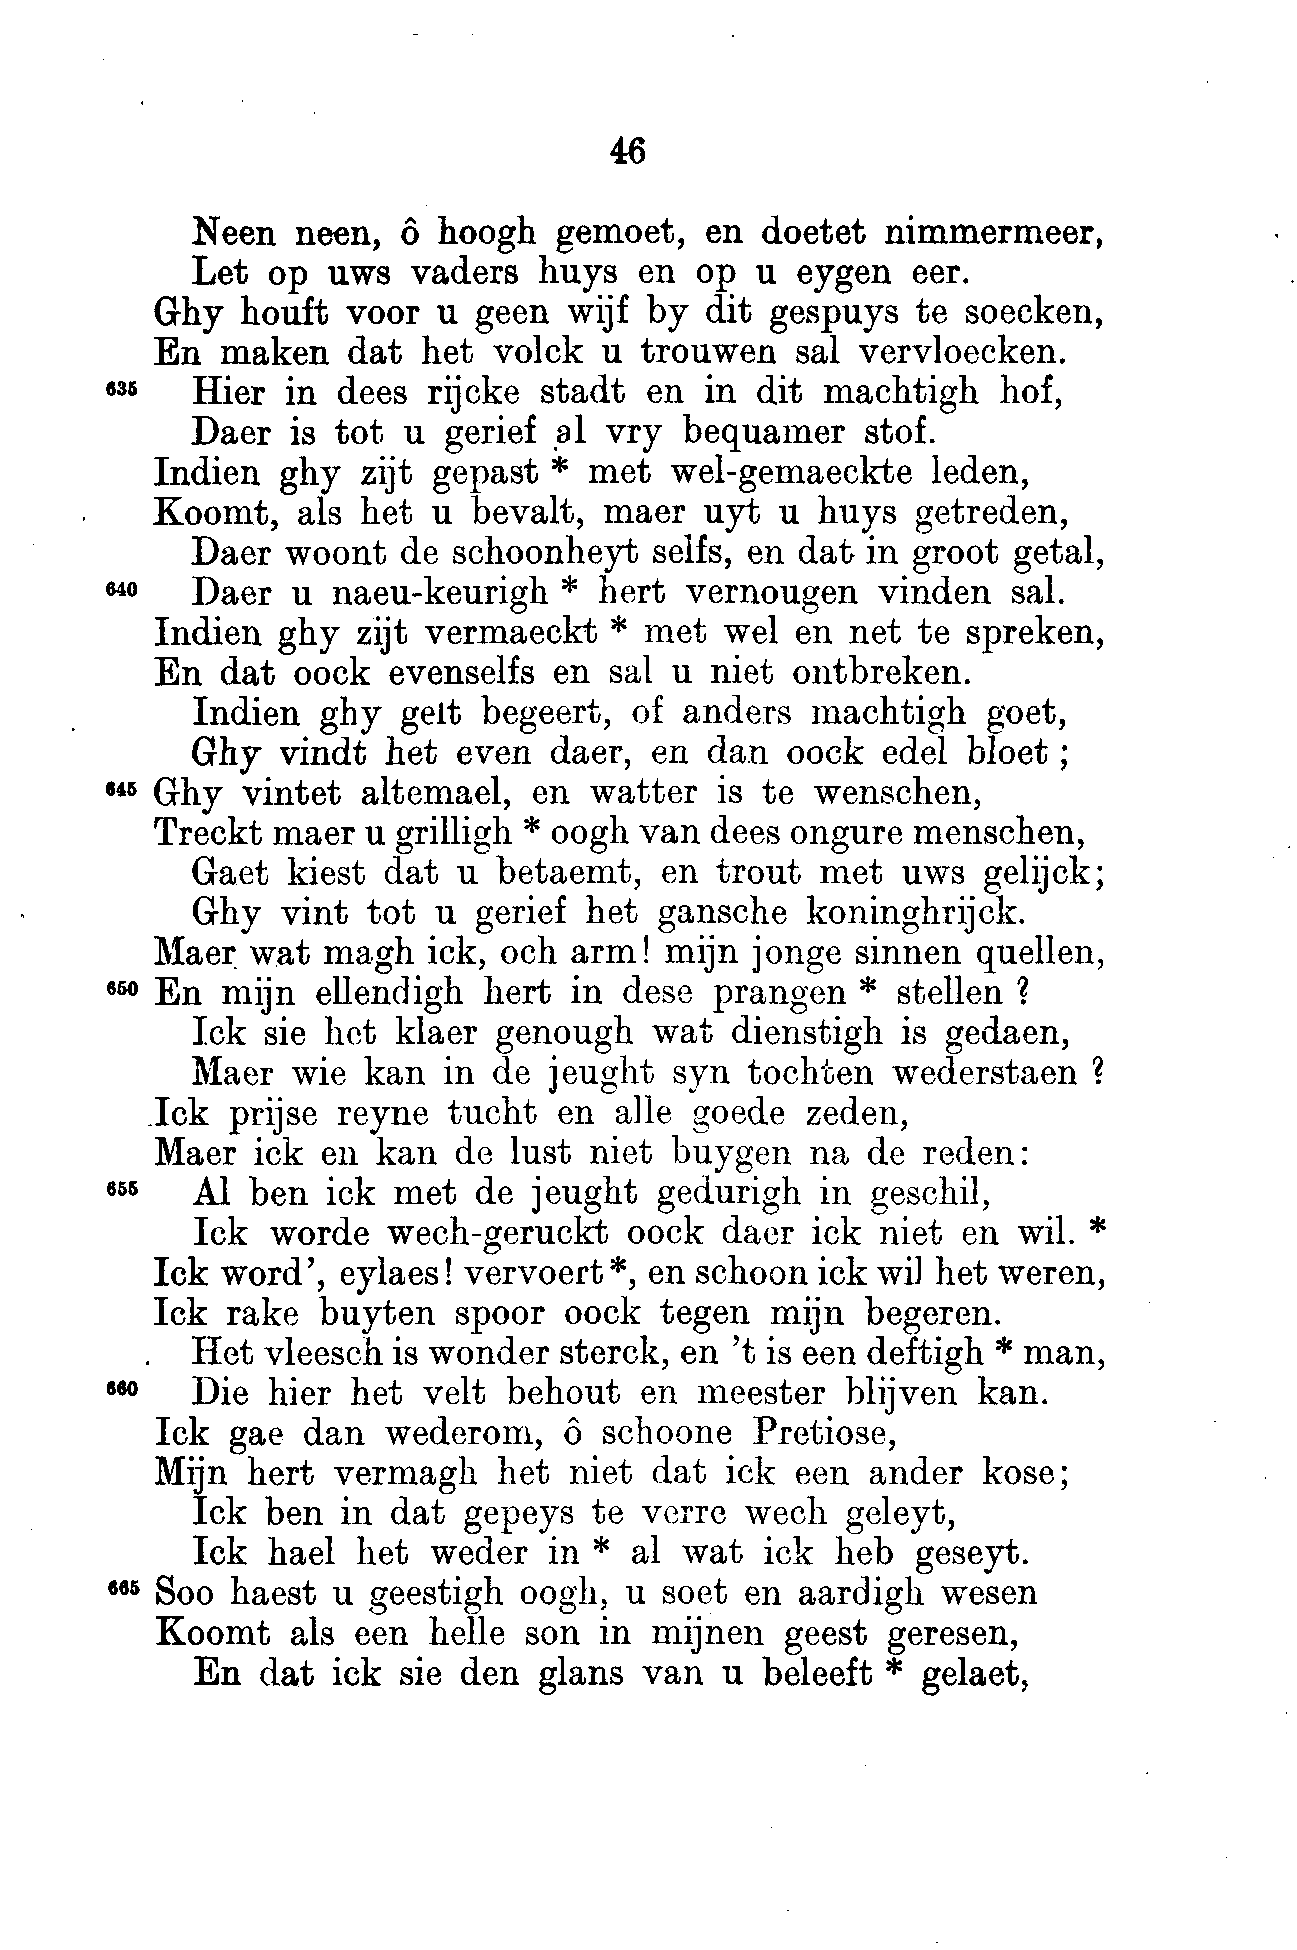 46
Neen neen, ô hoogh gemoet, en doetet nimmermeer,
Let op uws vaders huys en op u eygen eer.
Ghy houft voor u geen wijf by dit gespuys te soecken,
En maken dat het volck u trouwen sal vervloecken.
635 Hier in dees rijcke stadt en in dit machtigh hof,
Daer is tot u gerief al vry bequamer stof.
Indien ghy zijt gepast * met wel-gemaeckte leden,
Koomt, als het u bevalt, maer uyt u huys getreden,
Daer woont de schoonheyt selfs, en dat in groot getal,
640 Daer u naeu-keurigh * hert vernougen vinden sal.
Indien ghy zijt vermaeckt * met wel en net te spreken,
En dat oock evenselfs en sal u niet ontbreken.
Indien ghy gelt begeert, of anders machtigh goet,
Ghy vindt het even daer, en dan oock edel bloet ;
645 Ghy vintet altemael, en watter is te wenschen,
Treckt maer u grilligh * oogh van dees ongure menschen,
Gaet kiest dat u betaemt, en trout met uws gelijck;
Ghy vint tot u gerief het gansche koninghrijck.
Maer wat magh ick, och arm! mijn jonge sinnen quellen,
650 En mijn ellendigh hert in dese prangen * stellen ?
Ick sie het klaer genough wat dienstigh is gedaen,
Maer wie kan in de jeught syn tochten wederstaen ?
Ick prijse reyne tucht en alle goede zeden,
Maer ick en kan de lust niet buygen na de reden:
655 Al ben ick met de jeught gedurigh in geschil,
Ick worde wech-geruckt oock daer ick niet en wil. *
Ick word', eylaes! vervoert*, en schoon ick wil het weren,
Ick rake buyten spoor oock tegen mijn begeren.
Het vleesch is wonder sterck, en 't is een deftigh * man,
660 Die hier het velt behout en meester blijven kan.
Ick gae dan wederom, ô schoone Pretiose,
Mijn hert vermagh het niet dat ick een ander kose;
Ick ben in dat gepeys te verre wech geleyt,
Ick hael het weder in * al wat ick heb geseyt.
665 Soo haest u geestigh oogh, u soet en aardigh wesen
Koomt als een helle son in mijnen geest geresen,
En dat ick sie den glans van u beleeft * gelaet,